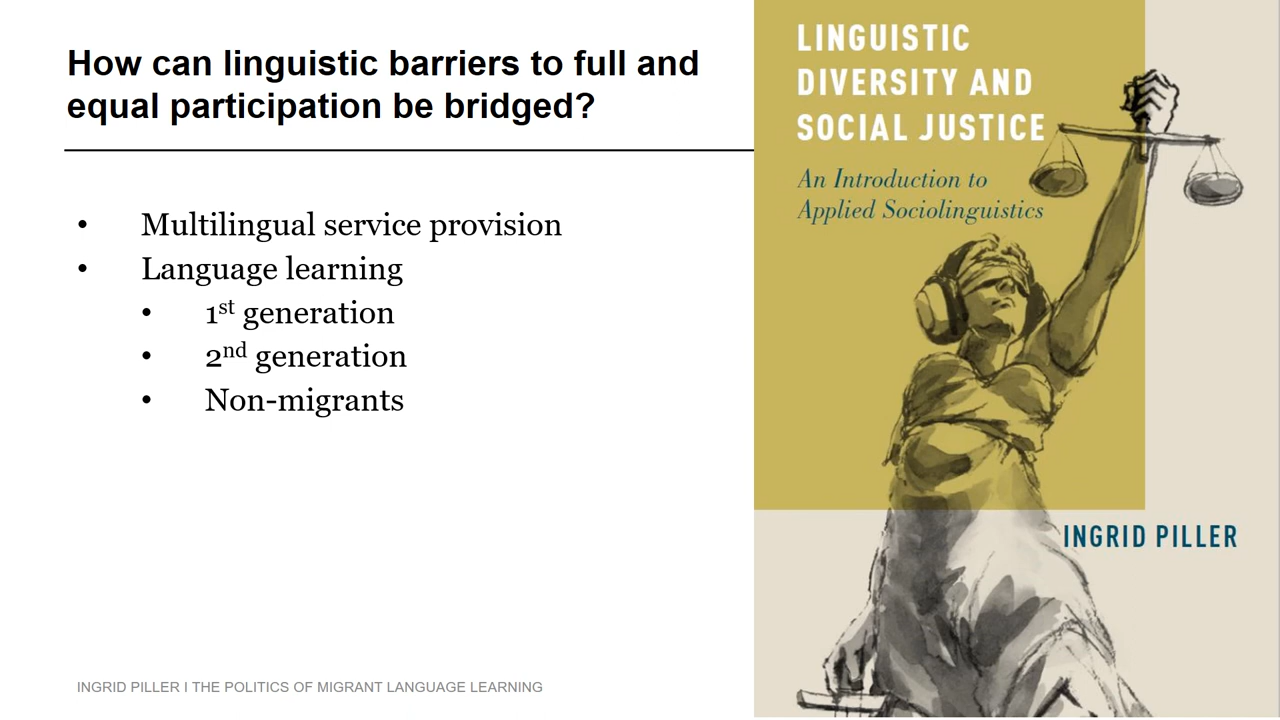 How can linguistic barriers to full and
equal participation be bridged?
• Multilingual service provision
• Language learning
• 1st generation
• 2nd generation
• Non-migrants
INGRID PILLER I THE POLITICS OF MIGRANT LANGUAGE LEARNING
LINGUISTIC
DIVERSITY AND
SOCIAL JUSTICE
An Introduction to
Applied Sociolinguistics
INGRID PILLER